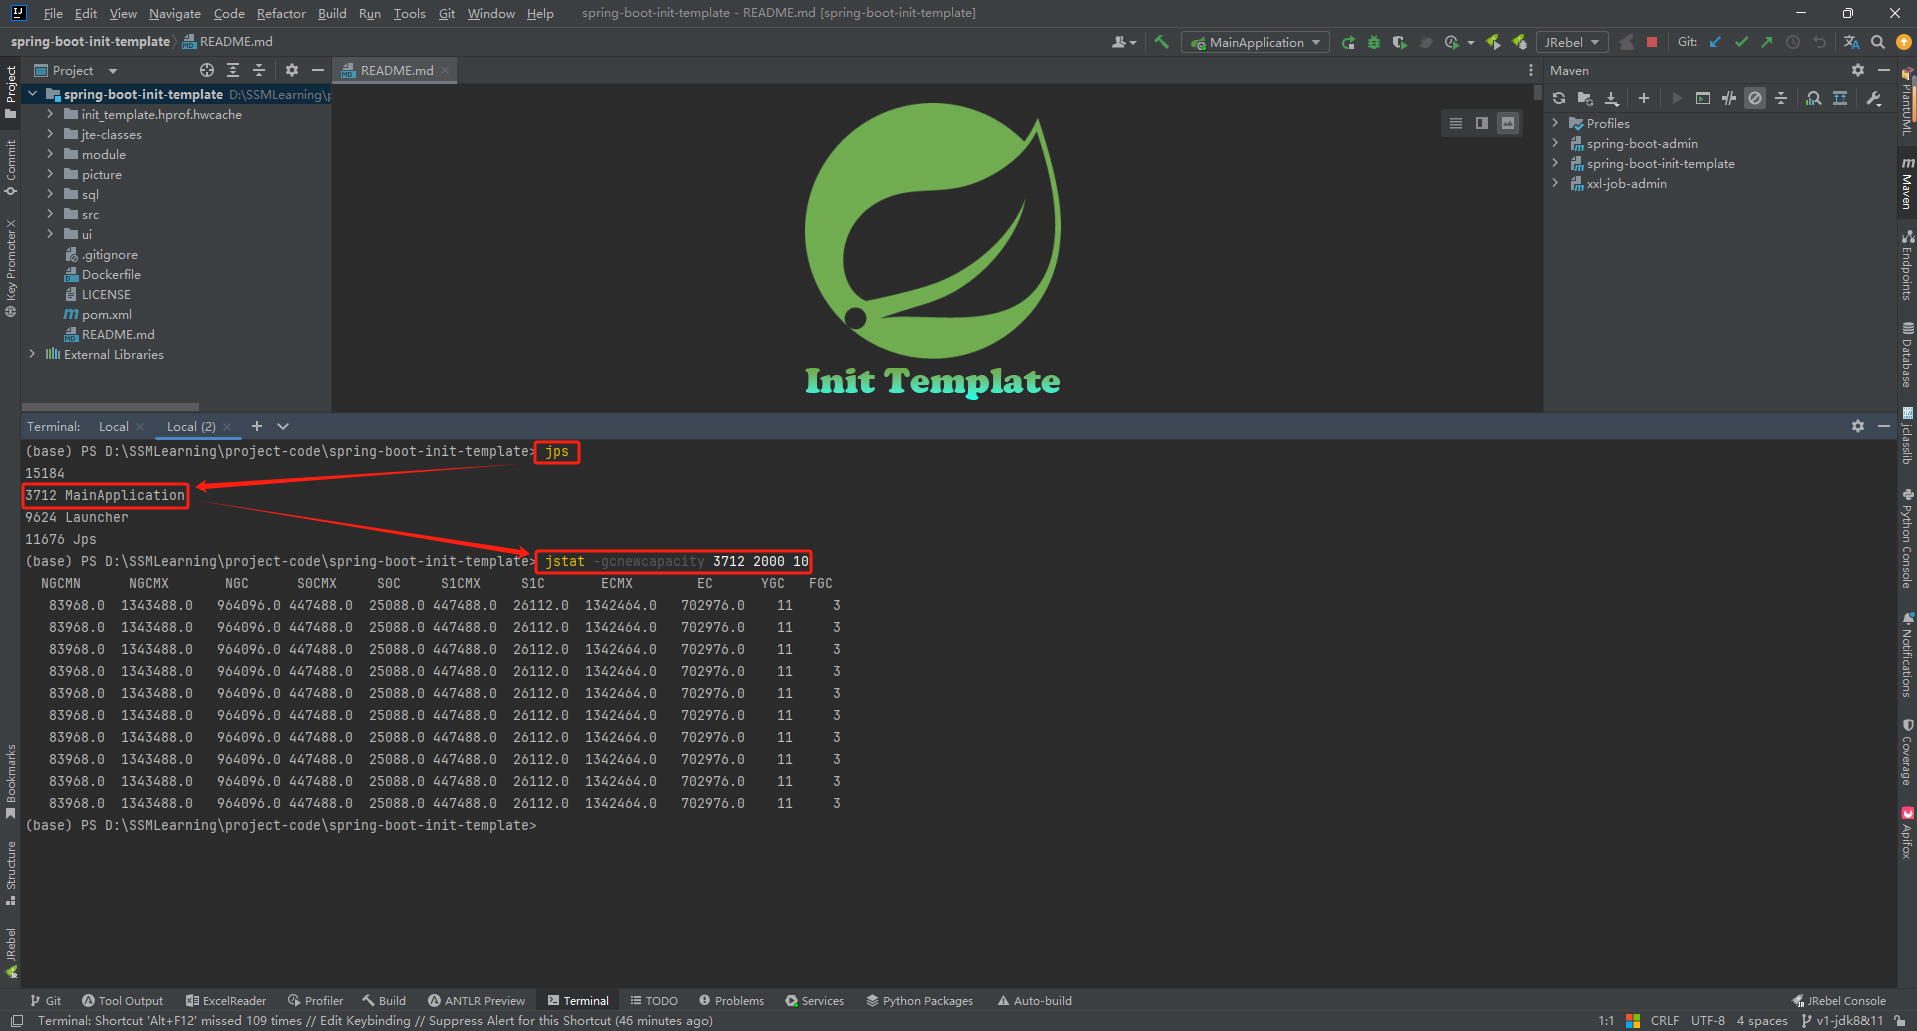 File Edit View Navigate Code Refactor Build Run Tools Git Window Help spring-boot-init-template - README.md [spring-boot-init-template]
spring-boot-init-template README.md MainApplication JRebel Git:
Project README.md Maven
spring-boot-init-template D:\SSMLearning\
init_template.hprof.hwcache
jte-classes
module
picture
sql
src
ui
.gitignore
Dockerfile
LICENSE
pom.xml
README.md
External Libraries
Init Template
Profiles
spring-boot-admin
spring-boot-init-template
xxl-job-admin
Project
Commit
Key Promoter X
Bookmarks
Structure
JRebel
PlantUML
Maven
Endpoints
Database
jclasslib
Python Console
Notifications
Coverage
Apifox
Terminal: Local Local (2)
(base) PS D:\SSMLearning\project-code\spring-boot-init-template> jps
15184
3712 MainApplication
9624 Launcher
11676 Jps
(base) PS D:\SSMLearning\project-code\spring-boot-init-template> jstat -gcnewcapacity 3712 2000 10
NGCMN NGCMX NGC S0CMX S0C S1CMX S1C ECMX EC YGC FGC
83968.0 1343488.0 964096.0 447488.0 25088.0 447488.0 26112.0 1342464.0 702976.0 11 3
83968.0 1343488.0 964096.0 447488.0 25088.0 447488.0 26112.0 1342464.0 702976.0 11 3
83968.0 1343488.0 964096.0 447488.0 25088.0 447488.0 26112.0 1342464.0 702976.0 11 3
83968.0 1343488.0 964096.0 447488.0 25088.0 447488.0 26112.0 1342464.0 702976.0 11 3
83968.0 1343488.0 964096.0 447488.0 25088.0 447488.0 26112.0 1342464.0 702976.0 11 3
83968.0 1343488.0 964096.0 447488.0 25088.0 447488.0 26112.0 1342464.0 702976.0 11 3
83968.0 1343488.0 964096.0 447488.0 25088.0 447488.0 26112.0 1342464.0 702976.0 11 3
83968.0 1343488.0 964096.0 447488.0 25088.0 447488.0 26112.0 1342464.0 702976.0 11 3
83968.0 1343488.0 964096.0 447488.0 25088.0 447488.0 26112.0 1342464.0 702976.0 11 3
83968.0 1343488.0 964096.0 447488.0 25088.0 447488.0 26112.0 1342464.0 702976.0 11 3
(base) PS D:\SSMLearning\project-code\spring-boot-init-template>
Git Tool Output ExcelReader Profiler Build ANTLR Preview Terminal TODO Problems Services Python Packages Auto-build JRebel Console
Terminal: Shortcut 'Alt+F12' missed 109 times // Edit Keybinding // Suppress Alert for this Shortcut (46 minutes ago) 1:1 CRLF UTF-8 4 spaces v1-jdk8&11